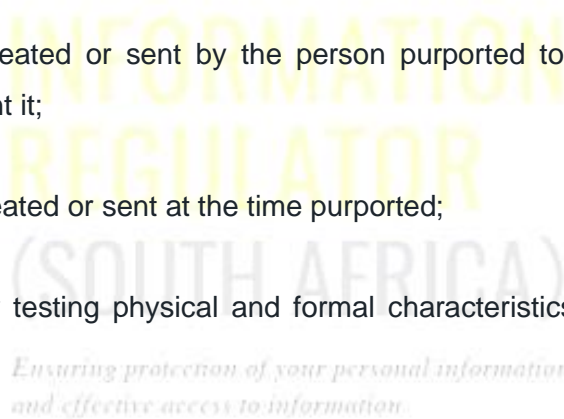 INFORMATION
eated or sent by the person purported to
nt it;
REGULATOR
eated or sent at the time purported;
(SOUTH AFRICA)
testing physical and formal characteristics
Ensuring protection of your personal information
and effective access to information